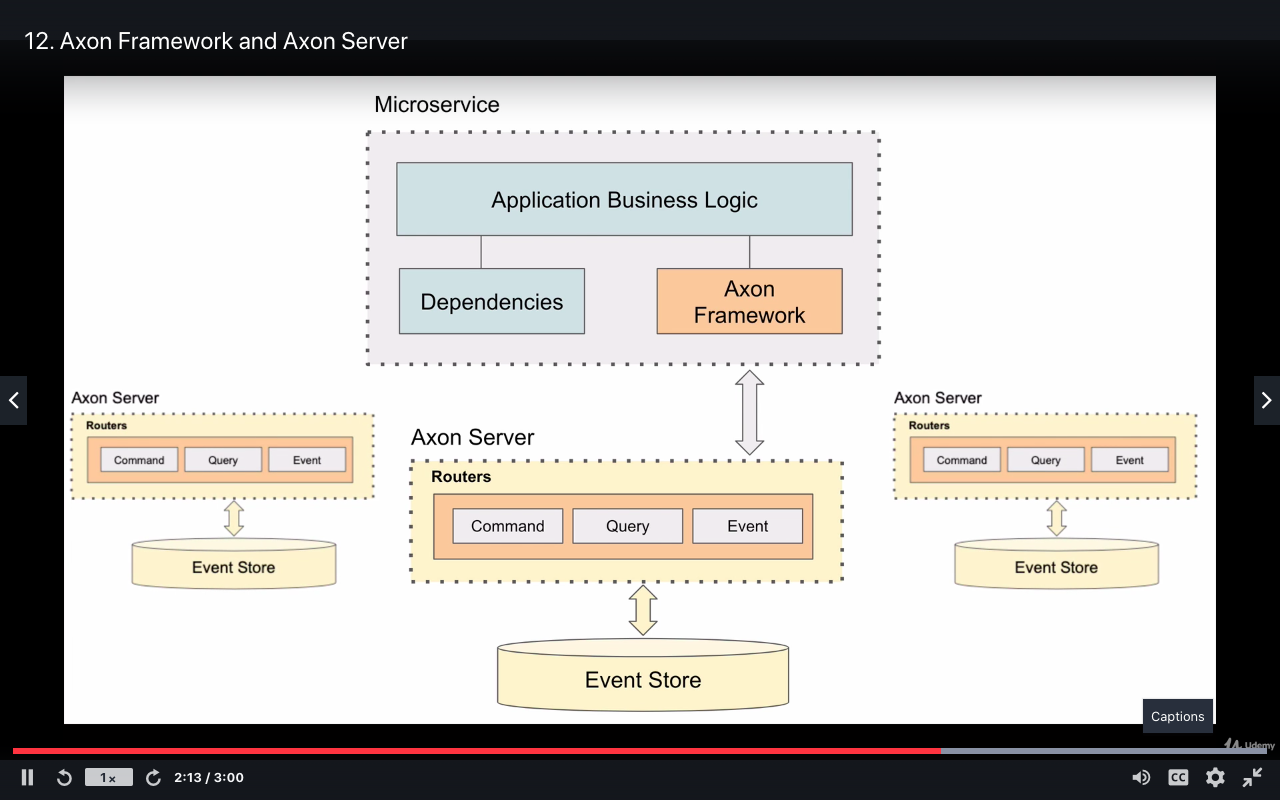 12. Axon Framework and Axon Server
Microservice
Application Business Logic
Dependencies
Axon
Framework
Axon Server
Routers
Command
Query
Event
Event Store
Axon Server
Routers
Command
Query
Event
Event Store
Axon Server
Routers
Command
Query
Event
Event Store
Captions
Udemy
1x
2:13 / 3:00
CC